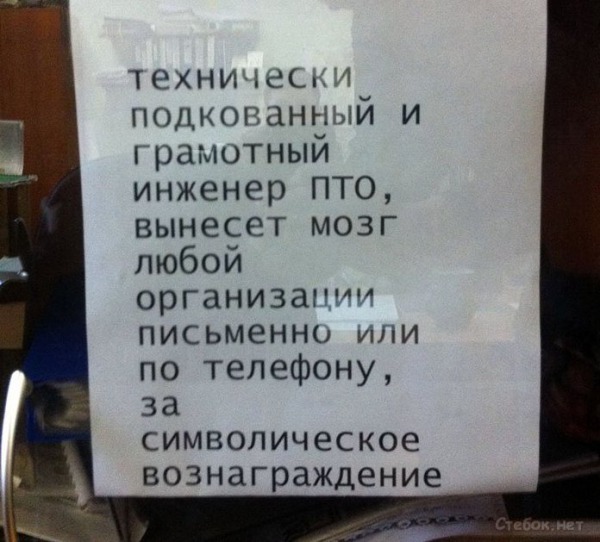 технически
подкованный и
грамотный
инженер ПТО,
вынесет мозг
любой
организации
письменно или
по телефону,
за
символическое
вознаграждение
Стебок.нет